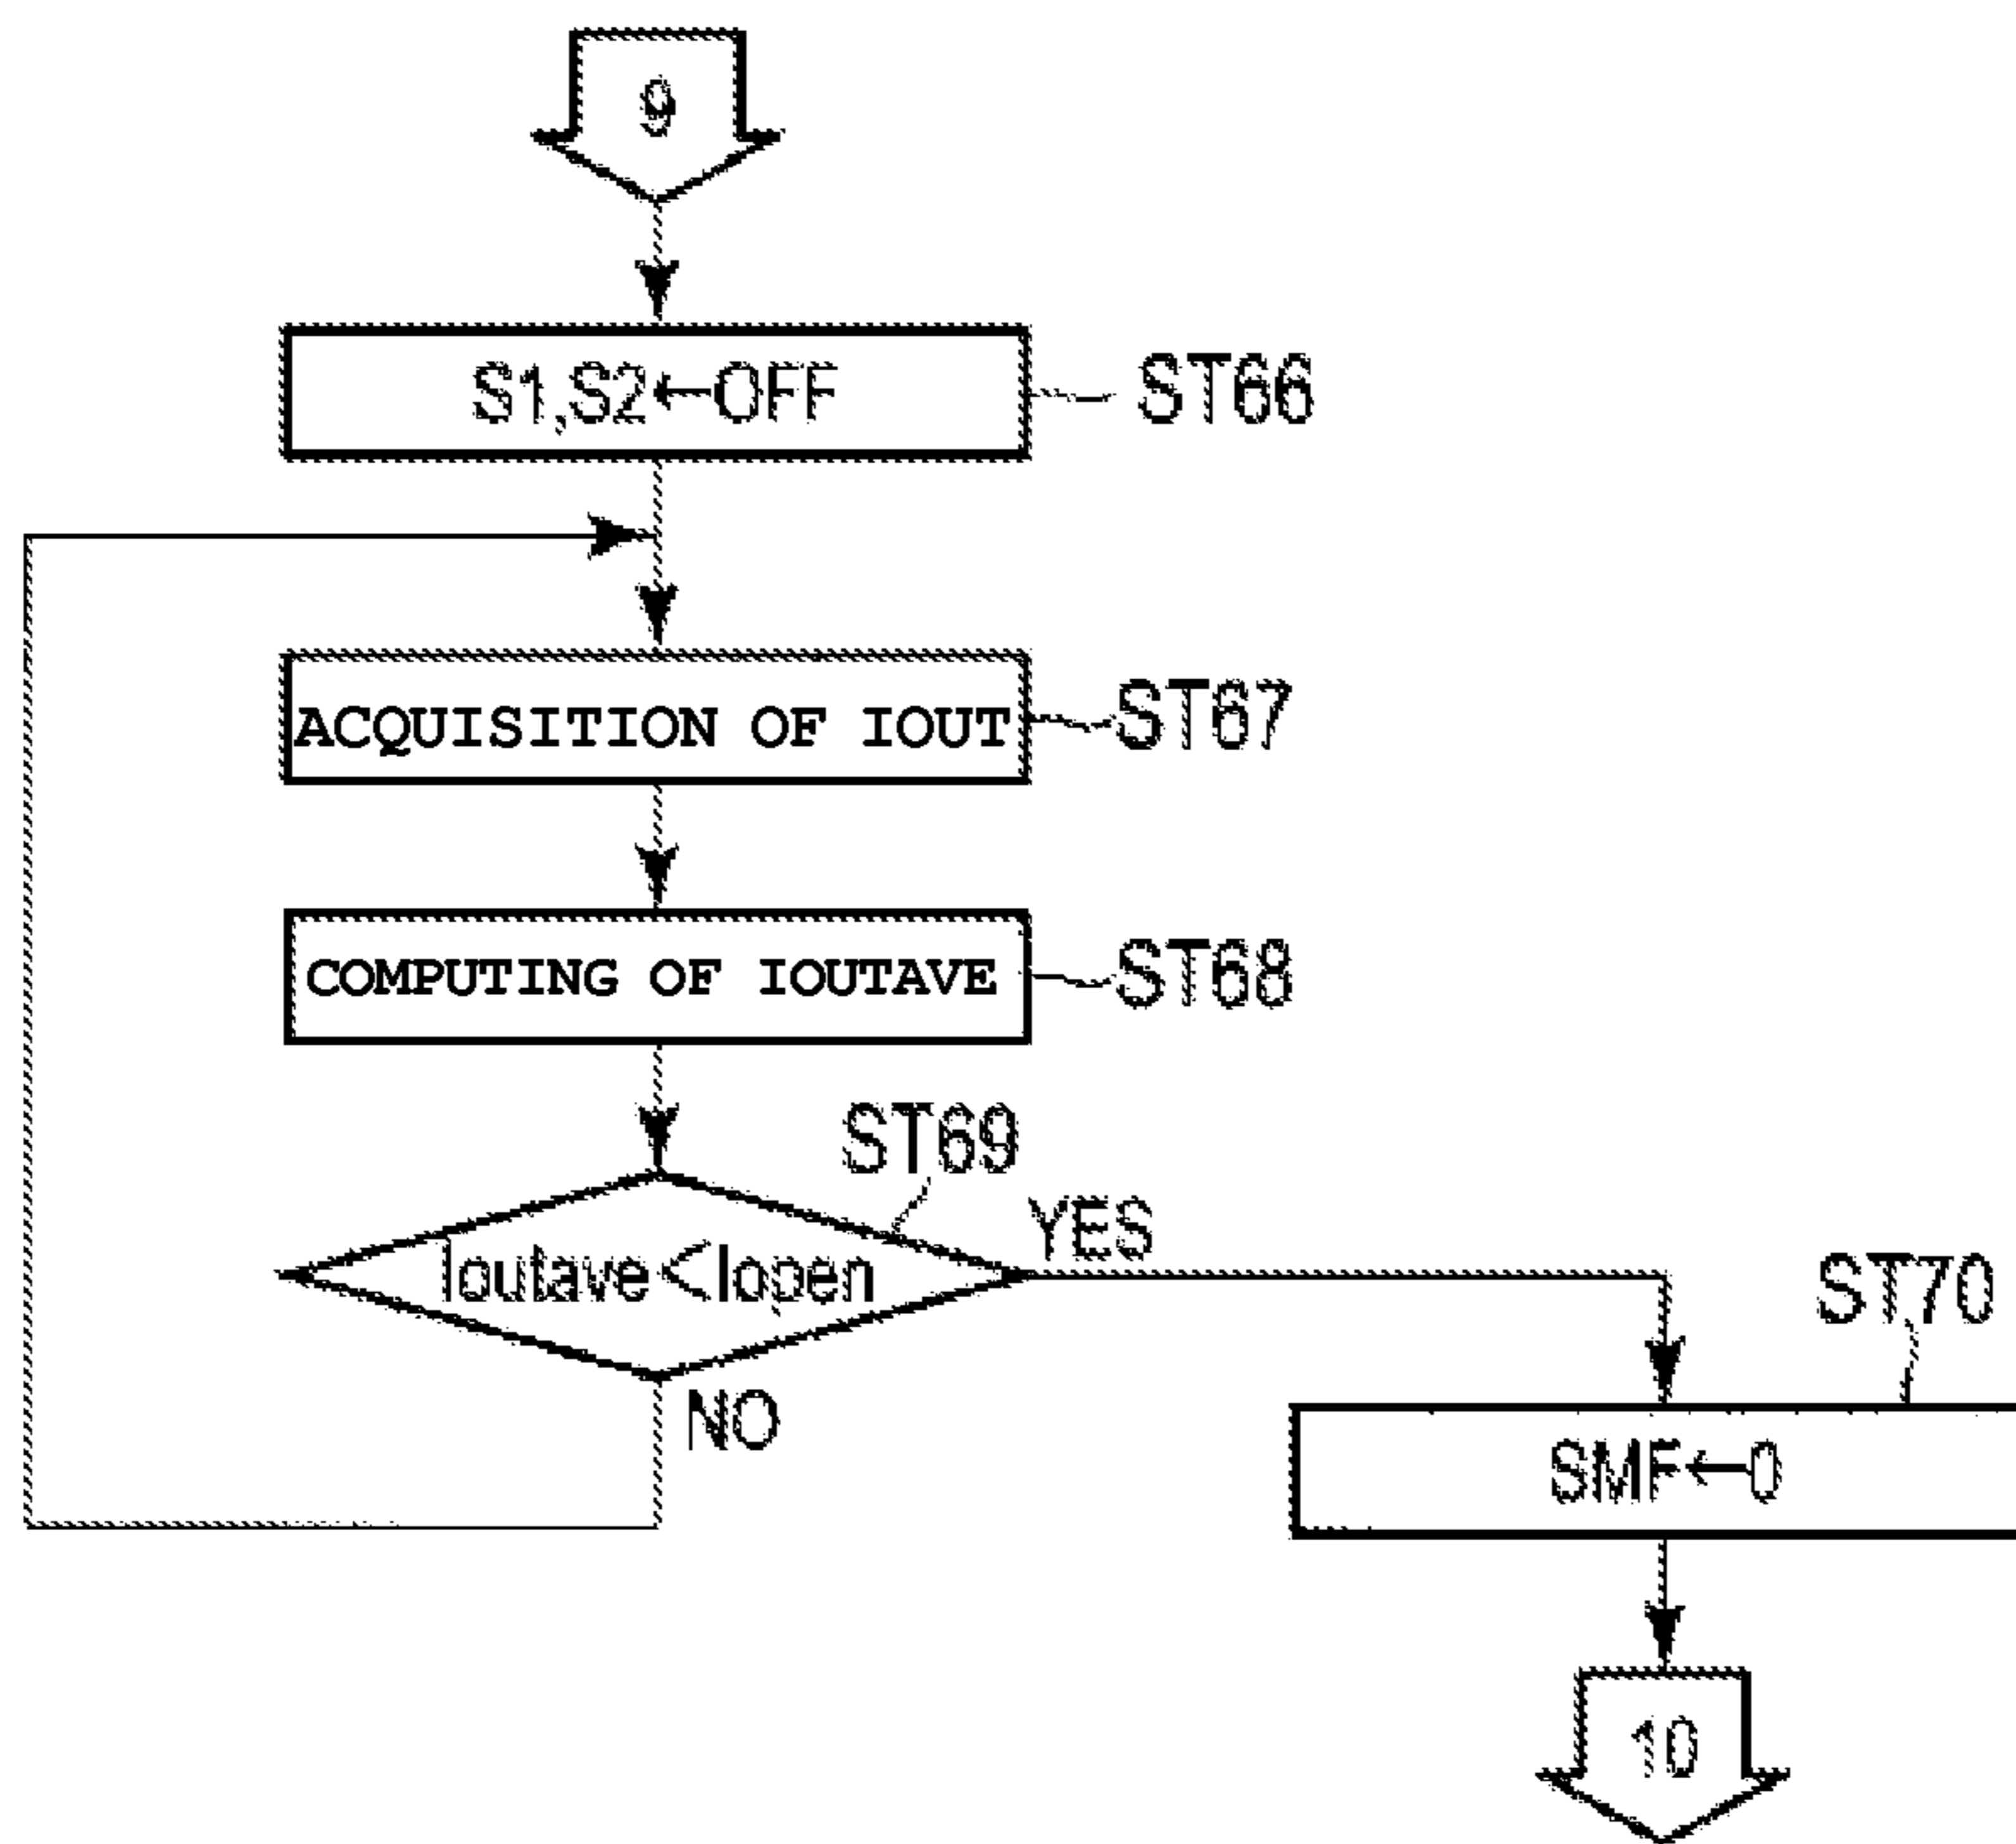 9
S1,S2←OFF
ST66
ACQUISITION OF IOUT
ST67
COMPUTING OF IOUTAVE
ST68
ST69
Ioutave<Iopen
YES
NO
ST70
SMF←0
10